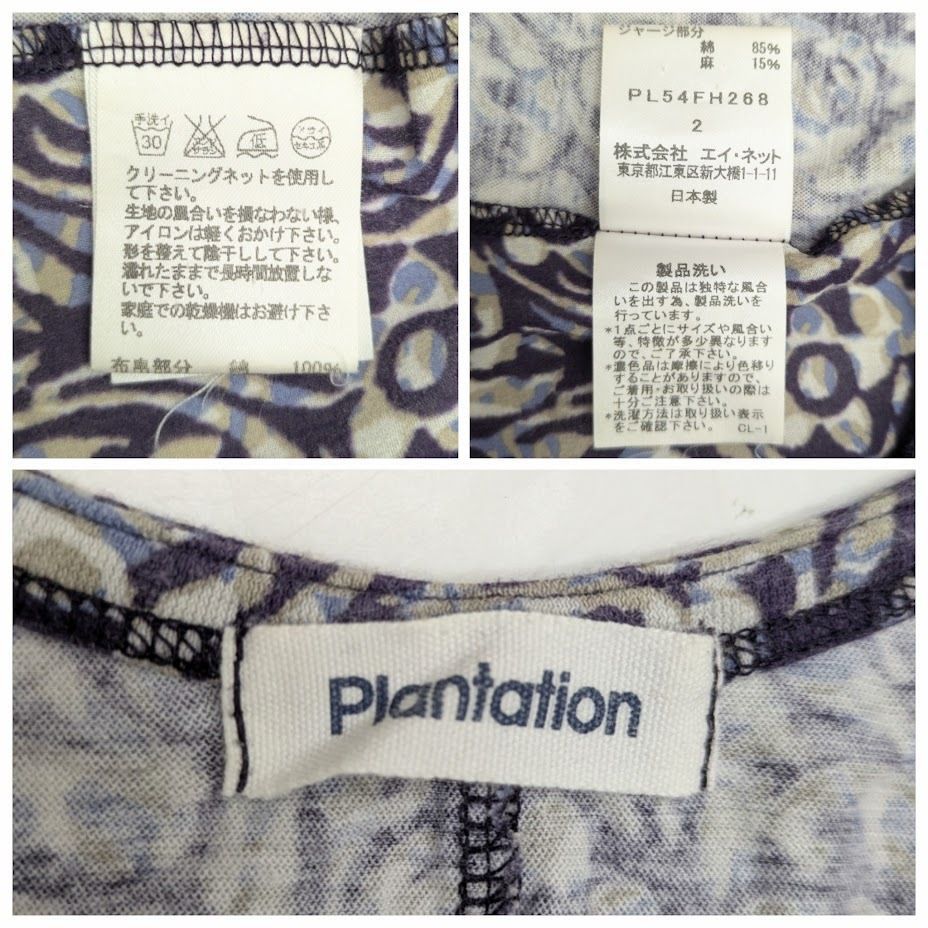 手洗イ
30
エンソ
サラシ
低
ドライ
セキユ系
クリーニングネットを使用し
て下さい。
生地の風合いを損なわない様、
アイロンは軽くおかけ下さい。
形を整えて陰干しして下さい。
濡れたままで長時間放置しな
いで下さい。
家庭での乾燥機はお避け下さ
い。
布帛部分 綿 100%
ジャージ部分
綿 85%
麻 15%
PL54FH268
2
株式会社 エイ・ネット
東京都江東区新大橋1-1-11
日本製
製品洗い
この製品は独特な風合
いを出す為、製品洗いを
行っています。
*1点ごとにサイズや風合い
等、特徴が多少異なります
ので、ご了承下さい。
*濃色品は摩擦により色移り
することがありますので、
ご着用・お取り扱いの際は
十分ご注意下さい。
*洗濯方法は取り扱い表示
をご確認下さい。 CL-1
Plantation